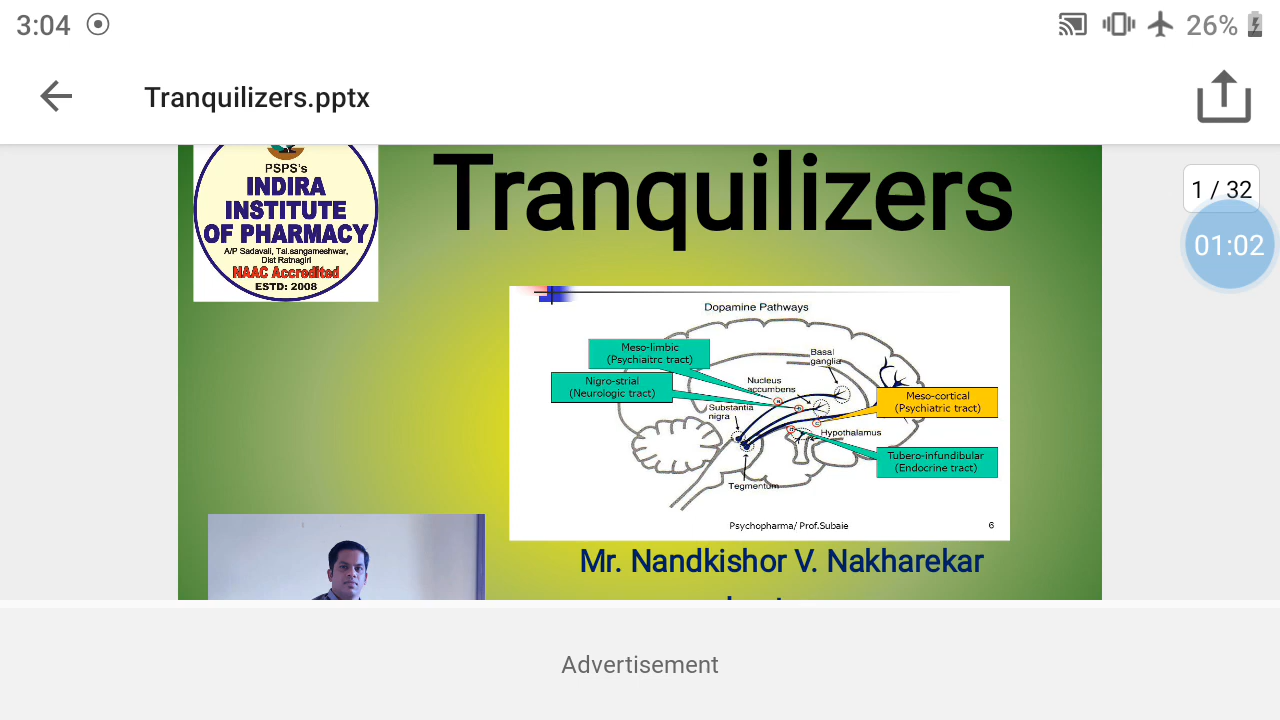 3:04
26%
Tranquilizers.pptx
1 / 32
01:02
PSPS's
INDIRA
INSTITUTE
OF PHARMACY
A/P Sadavali, Tal.sangameshwar,
Dist Ratnagiri
NAAC Accredited
ESTD: 2008
Tranquilizers
Dopamine Pathways
Meso-limbic
(Psychiaitrc tract)
Basal
ganglia
Nigro-strial
(Neurologic tract)
Nucleus
accumbens
Meso-cortical
(Psychiatric tract)
Substantia
nigra
Hypothalamus
Tubero-infundibular
(Endocrine tract)
Tegmentum
Psychopharma/ Prof.Subaie
6
Mr. Nandkishor V. Nakharekar
Advertisement